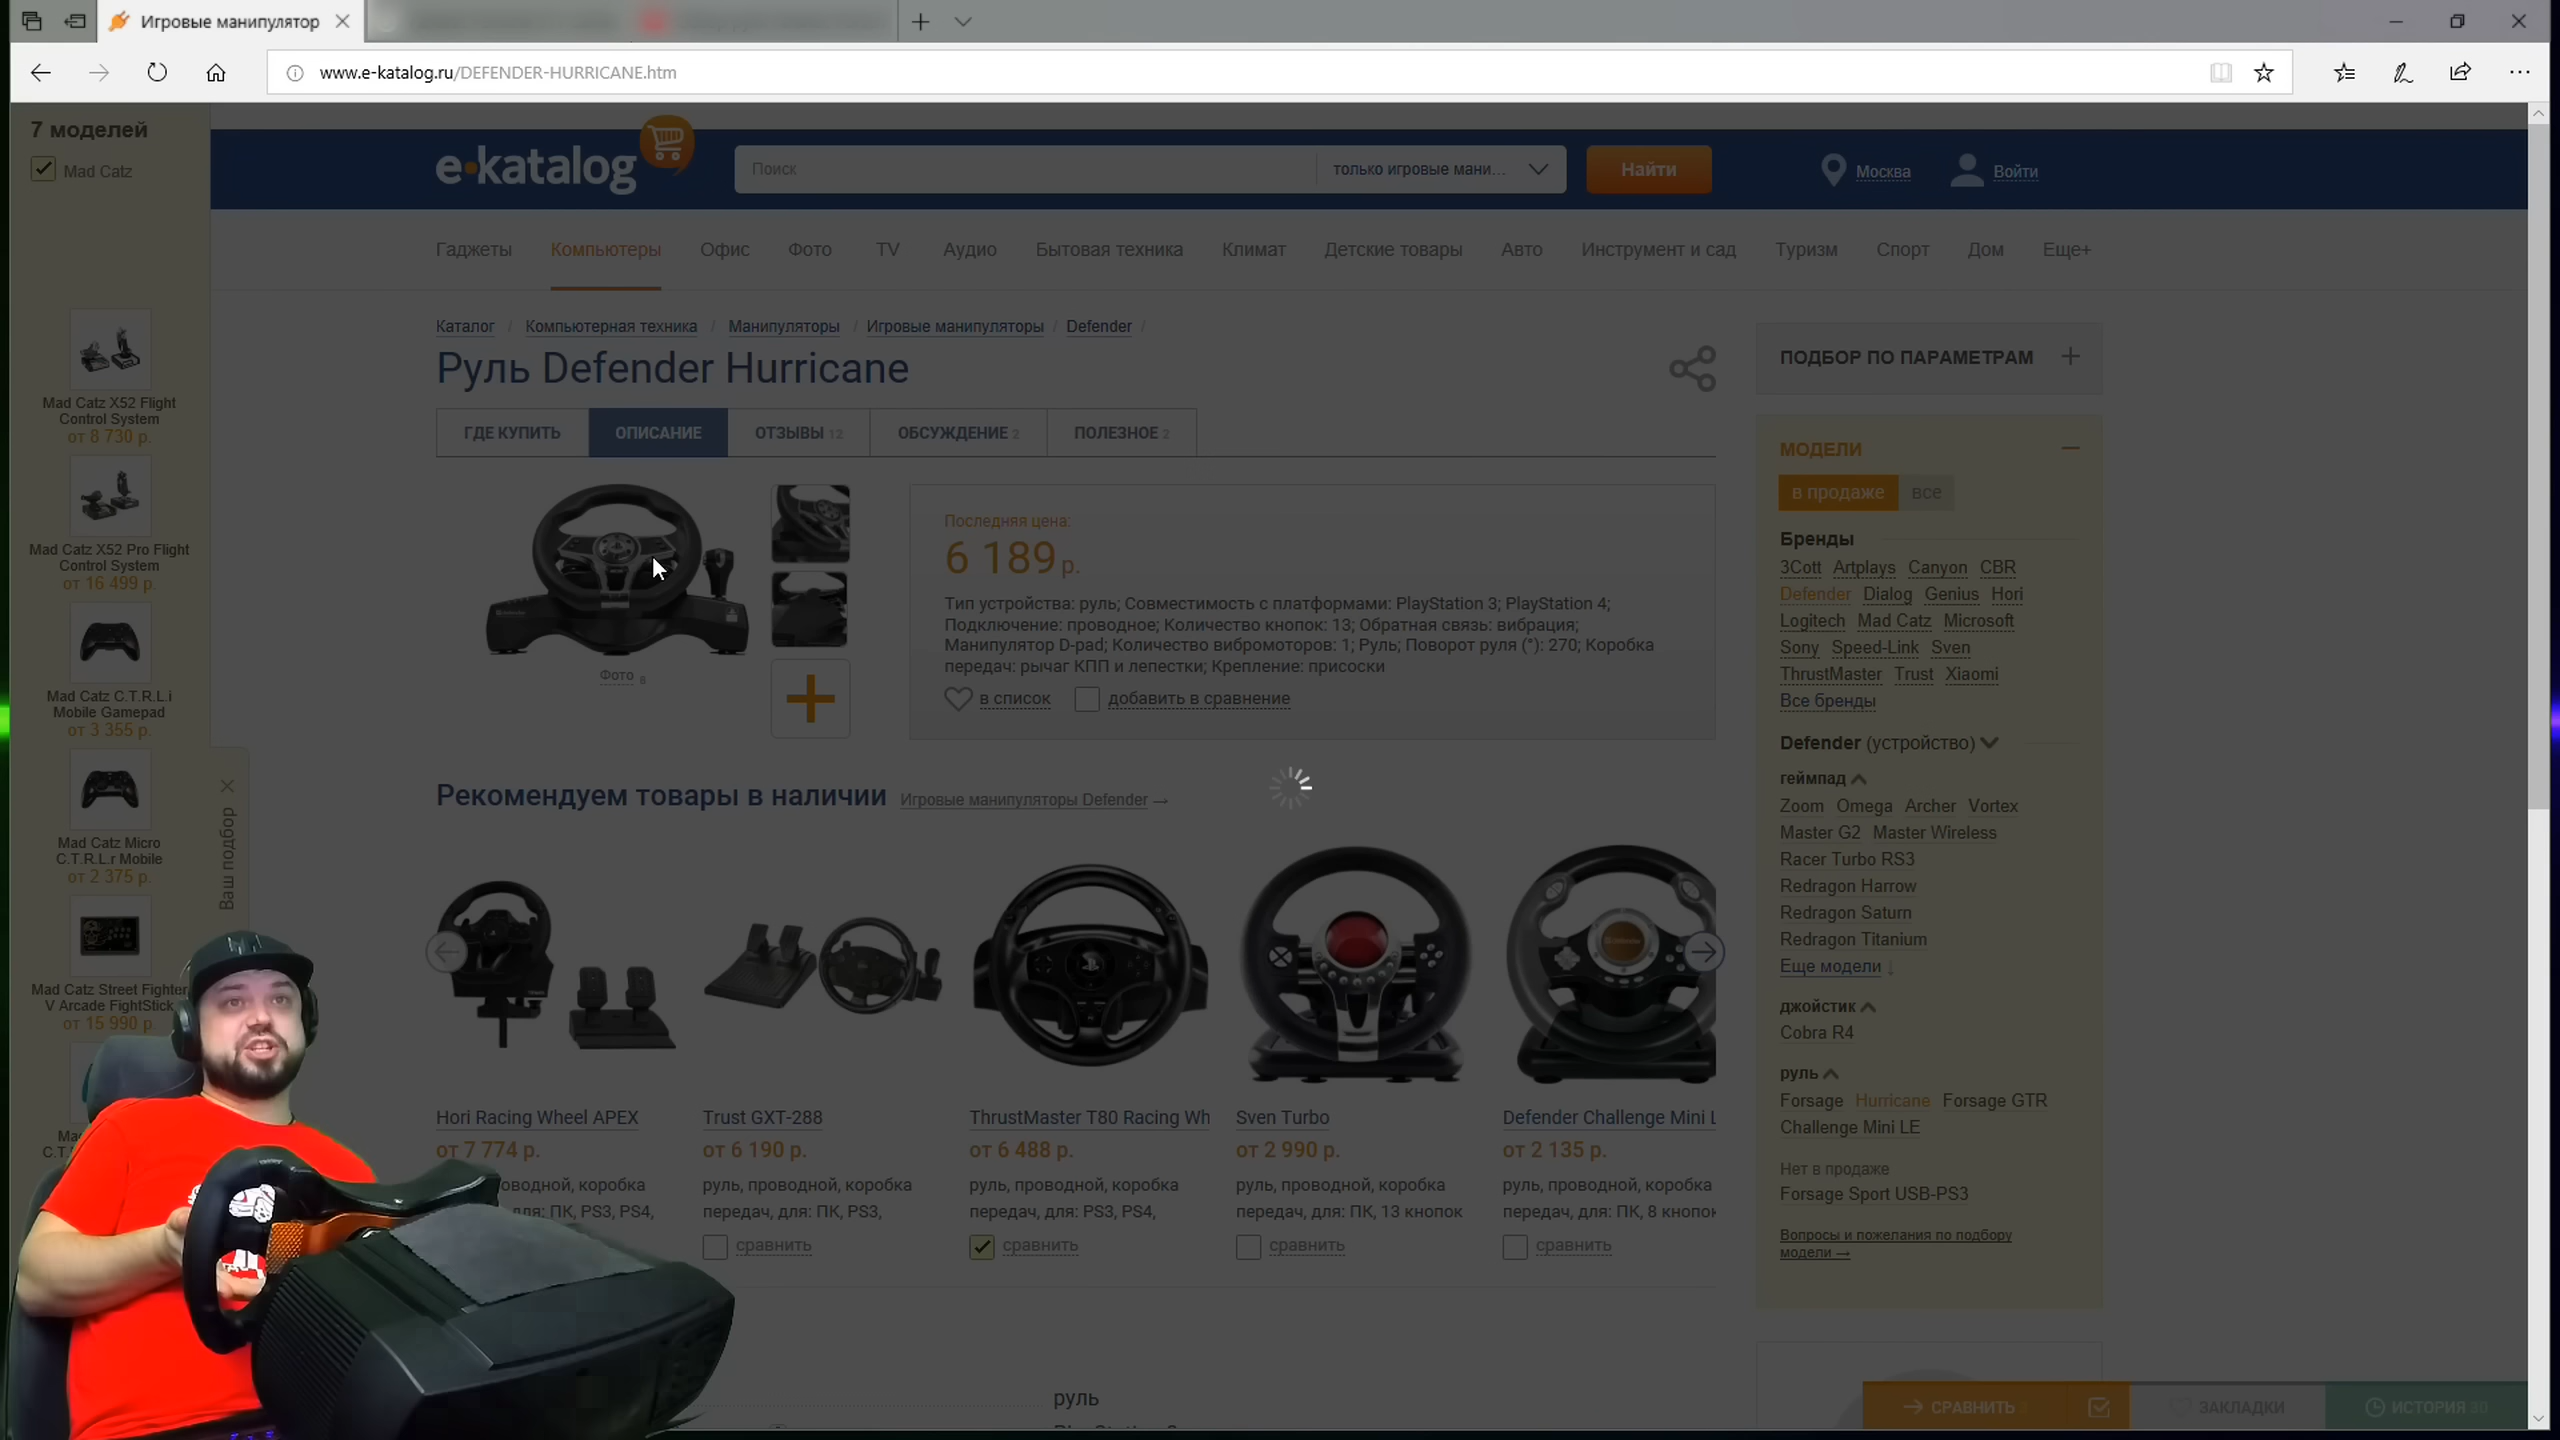 Игровые манипулятор
www.e-katalog.ru/DEFENDER-HURRICANE.htm
7 моделей
Mad Catz
Mad Catz X52 Flight
Control System
от 8 730 р.
Mad Catz X52 Pro Flight
Control System
от 16 499 р.
Mad Catz C.T.R.L.i
Mobile Gamepad
от 3 355 р.
Mad Catz Micro
C.T.R.L.r Mobile
от 2 375 р.
Mad Catz Street Fighter
V Arcade FightStick
от 15 990 р.
Ваш подбор
e-katalog
Поиск
только игровые мани...
Найти
Москва
Войти
Гаджеты Компьютеры Офис Фото TV Аудио Бытовая техника Климат Детские товары Авто Инструмент и сад Туризм Спорт Дом Еще+
Каталог / Компьютерная техника / Манипуляторы / Игровые манипуляторы / Defender /
Руль Defender Hurricane
ГДЕ КУПИТЬ ОПИСАНИЕ ОТЗЫВЫ 12 ОБСУЖДЕНИЕ 2 ПОЛЕЗНОЕ 2
Фото 8
Последняя цена:
6 189 р.
Тип устройства: руль; Совместимость с платформами: PlayStation 3; PlayStation 4;
Подключение: проводное; Количество кнопок: 13; Обратная связь: вибрация;
Манипулятор D-pad; Количество вибромоторов: 1; Руль; Поворот руля (°): 270; Коробка
передач: рычаг КПП и лепестки; Крепление: присоски
в список добавить в сравнение
Рекомендуем товары в наличии Игровые манипуляторы Defender →
Hori Racing Wheel APEX
от 7 774 р.
оводной, коробка
ч, для: ПК, PS3, PS4,
Trust GXT-288
от 6 190 р.
руль, проводной, коробка
передач, для: ПК, PS3,
сравнить
ThrustMaster T80 Racing Wh
от 6 488 р.
руль, проводной, коробка
передач, для: PS3, PS4,
сравнить
Sven Turbo
от 2 990 р.
руль, проводной, коробка
передач, для: ПК, 13 кнопок
сравнить
Defender Challenge Mini L
от 2 135 р.
руль, проводной, коробка
передач, для: ПК, 8 кнопок
сравнить
руль
ПОДБОР ПО ПАРАМЕТРАМ
МОДЕЛИ
в продаже все
Бренды
3Cott Artplays Canyon CBR
Defender Dialog Genius Hori
Logitech Mad Catz Microsoft
Sony Speed-Link Sven
ThrustMaster Trust Xiaomi
Все бренды
Defender (устройство)
геймпад
Zoom Omega Archer Vortex
Master G2 Master Wireless
Racer Turbo RS3
Redragon Harrow
Redragon Saturn
Redragon Titanium
Еще модели ↓
джойстик
Cobra R4
руль
Forsage Hurricane Forsage GTR
Challenge Mini LE
Нет в продаже
Forsage Sport USB-PS3
Вопросы и пожелания по подбору
модели →
СРАВНИТЬ
ЗАКЛАДКИ
ИСТОРИЯ 30